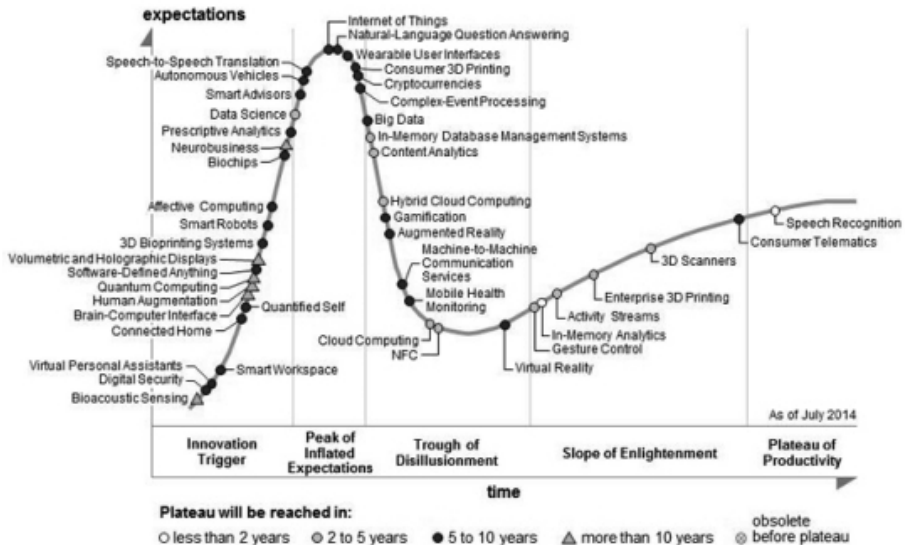 expectations
Internet of Things
Natural-Language Question Answering
Wearable User Interfaces
Speech-to-Speech Translation
Consumer 3D Printing
Autonomous Vehicles
Cryptocurrencies
Smart Advisors
Complex-Event Processing
Data Science
Big Data
Prescriptive Analytics
In-Memory Database Management Systems
Neurobusiness
Content Analytics
Biochips
Hybrid Cloud Computing
Affective Computing
Gamification
Speech Recognition
Smart Robots
Augmented Reality
Consumer Telematics
3D Bioprinting Systems
Machine-to-Machine
Communication
Services
Volumetric and Holographic Displays
3D Scanners
Software-Defined Anything
Quantum Computing
Mobile Health
Monitoring
Human Augmentation
Enterprise 3D Printing
Quantified Self
Brain-Computer Interface
Activity Streams
Connected Home
In-Memory Analytics
Cloud Computing
Gesture Control
NFC
Virtual Reality
Virtual Personal Assistants
Smart Workspace
Digital Security
Bioacoustic Sensing
As of July 2014
Innovation
Trigger
Peak of
Inflated
Expectations
Trough of
Disillusionment
Slope of Enlightenment
Plateau of
Productivity
time
Plateau will be reached in:
less than 2 years
2 to 5 years
5 to 10 years
more than 10 years
obsolete
before plateau